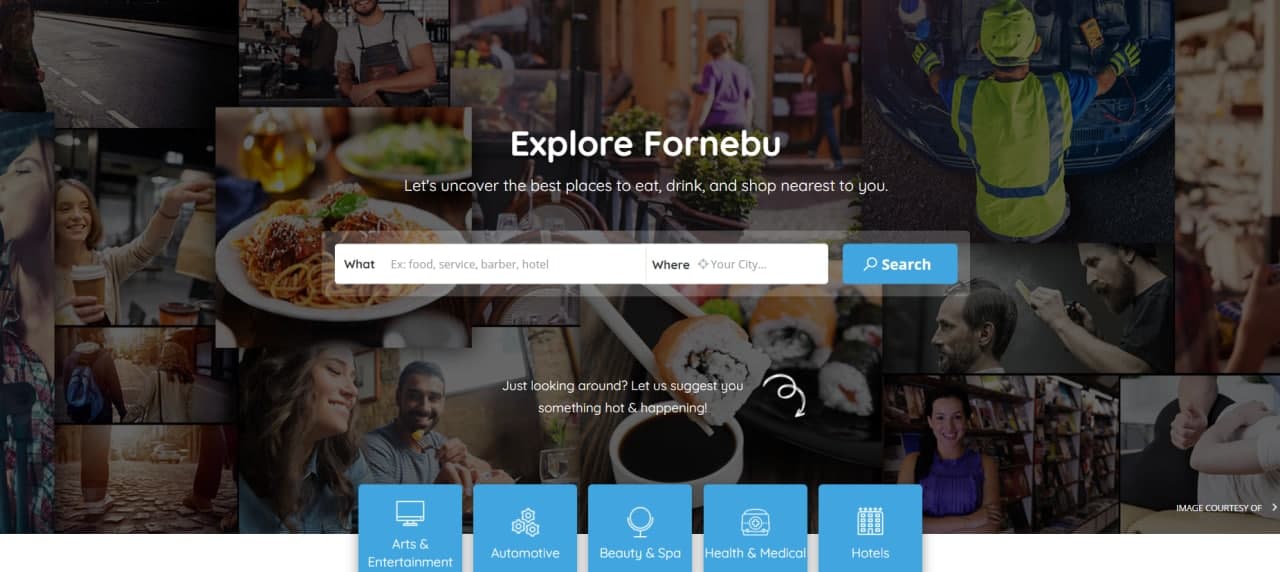 Explore Fornebu
Let's uncover the best places to eat, drink, and shop nearest to you.
What Ex: food, service, barber, hotel Where Your City... Search
Just looking around? Let us suggest you
something hot & happening!
IMAGE COURTESY OF
Arts &
Entertainment
Automotive
Beauty & Spa
Health & Medical
Hotels